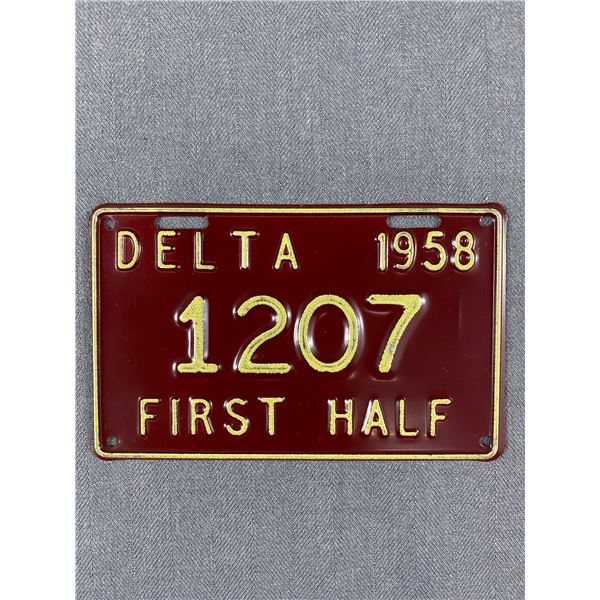 DELTA 1958
1207
FIRST HALF